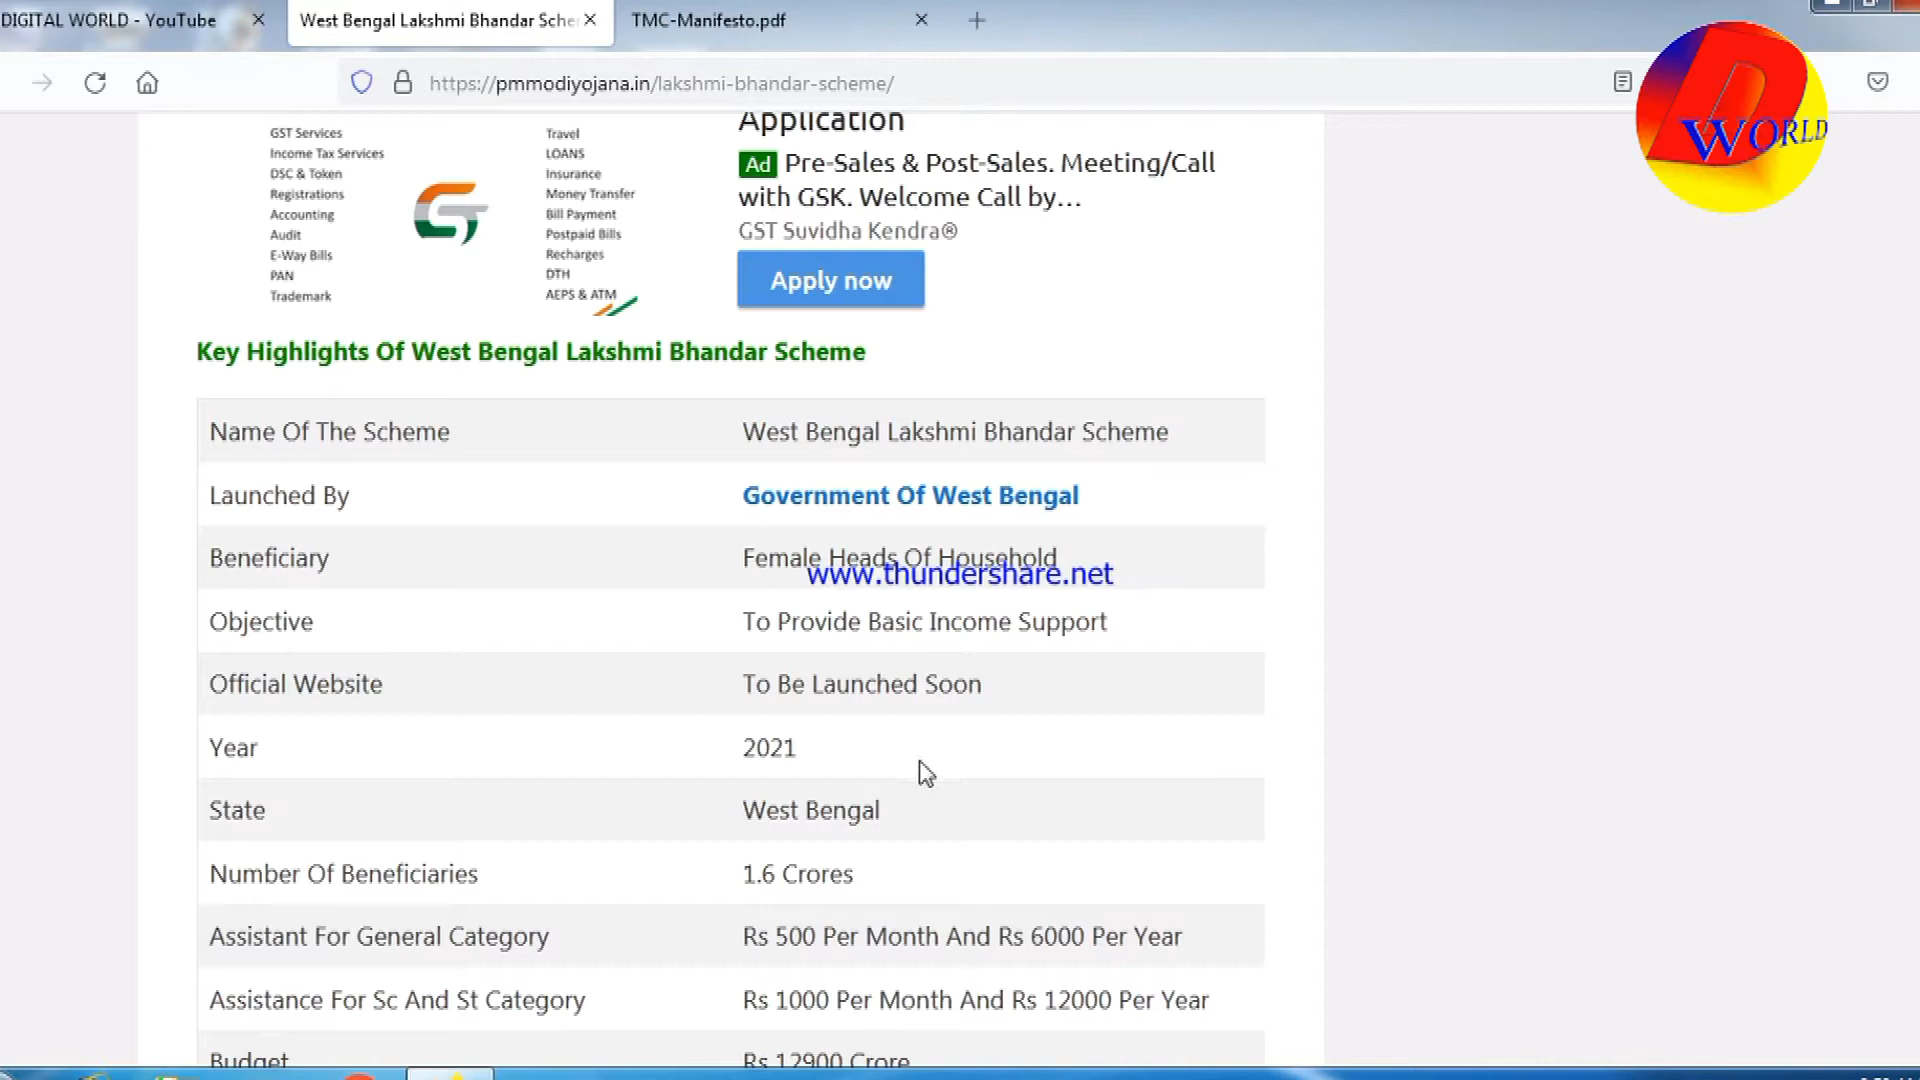 DIGITAL WORLD - YouTube
West Bengal Lakshmi Bhandar Sche
TMC-Manifesto.pdf
https://pmmodiyojana.in/lakshmi-bhandar-scheme/
D WORLD
GST Services
Income Tax Services
DSC & Token
Registrations
Accounting
Audit
E-Way Bills
PAN
Trademark
Travel
LOANS
Insurance
Money Transfer
Bill Payment
Postpaid Bills
Recharges
DTH
AEPS & ATM
Application
Ad Pre-Sales & Post-Sales. Meeting/Call
with GSK. Welcome Call by...
GST Suvidha Kendra®
Apply now
Key Highlights Of West Bengal Lakshmi Bhandar Scheme
Name Of The Scheme West Bengal Lakshmi Bhandar Scheme
Launched By Government Of West Bengal
Beneficiary Female Heads Of Household
www.thundershare.net
Objective To Provide Basic Income Support
Official Website To Be Launched Soon
Year 2021
State West Bengal
Number Of Beneficiaries 1.6 Crores
Assistant For General Category Rs 500 Per Month And Rs 6000 Per Year
Assistance For Sc And St Category Rs 1000 Per Month And Rs 12000 Per Year
Budget Rs 12900 Crore